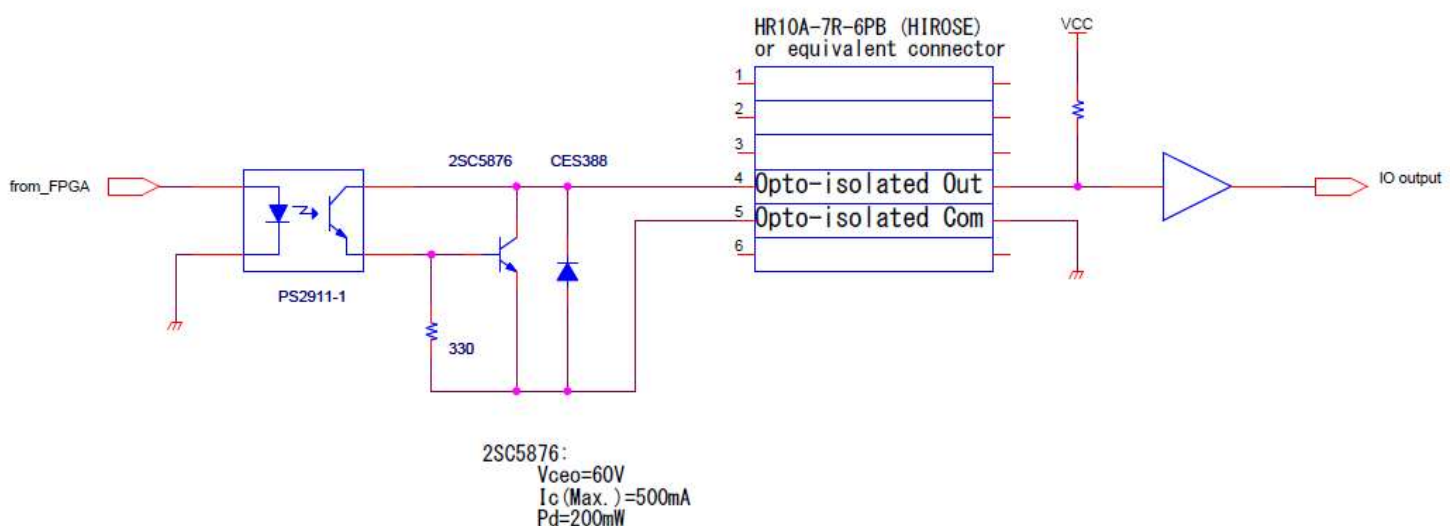 HR10A-7R-6PB (HIROSE)
or equivalent connector
VCC
1
2
3
2SC5876
CES388
from_FPGA
4
Opto-isolated Out
IO output
5
Opto-isolated Com
6
PS2911-1
330
2SC5876:
Vceo=60V
Ic(Max.)=500mA
Pd=200mW